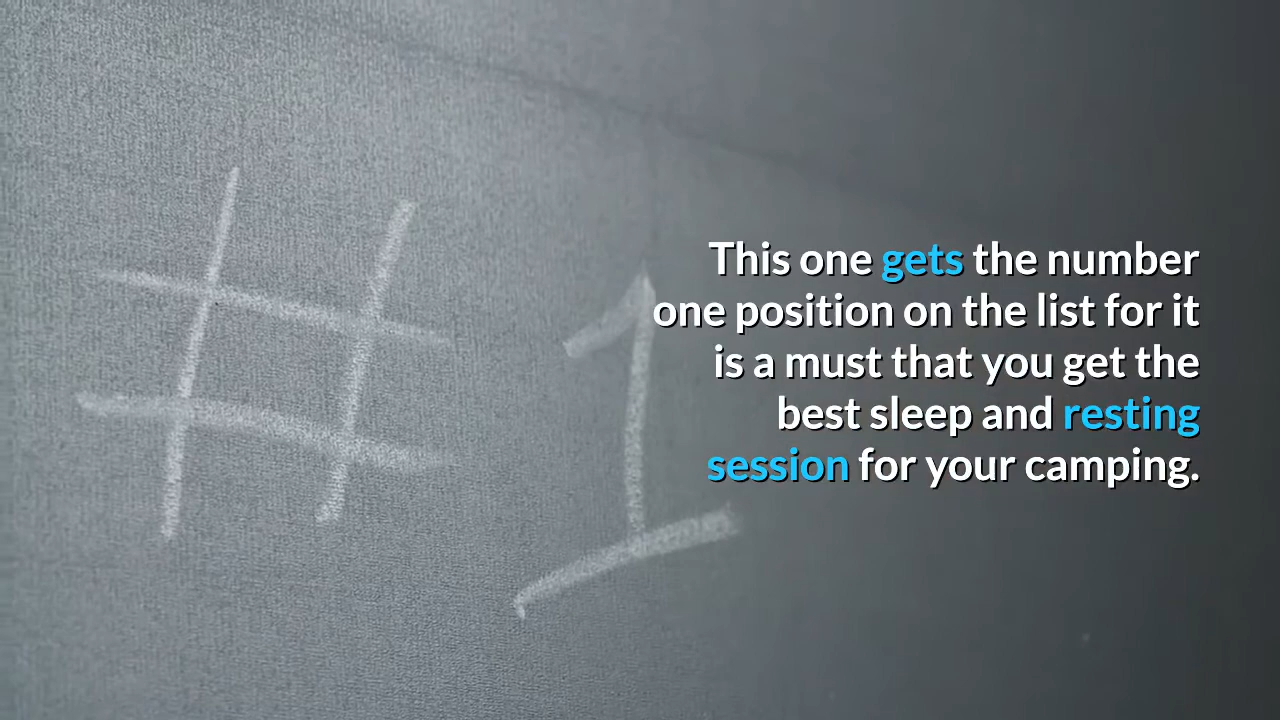 #1
This one gets the number
one position on the list for it
is a must that you get the
best sleep and resting
session for your camping.